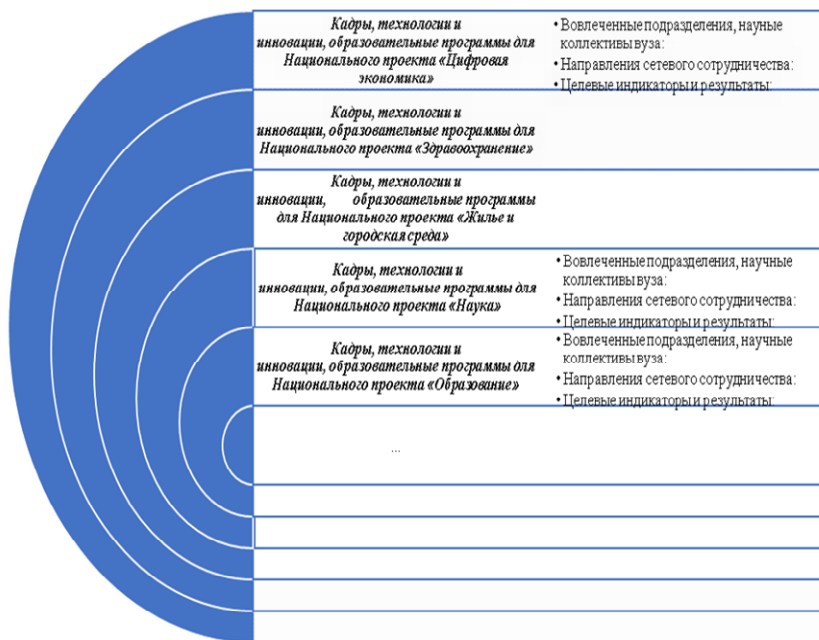 Кадры, технологии и
инновации, образовательные программы для
Национального проекта «Цифровая
экономика»
• Вовлеченные подразделения, науные
коллективы вуза:
• Направления сетевого сотрудничества:
• Целевые индикаторы и результаты:
Кадры, технологии и
инновации, образовательные программы для
Национального проекта «Здравоохранение»
Кадры, технологии и
инновации, образовательные программы
для Национального проекта «Жилье и
городская среда»
Кадры, технологии и
инновации, образовательные программы для
Национального проекта «Наука»
• Вовлеченные подразделения, научные
коллективы вуза:
• Направления сетевого сотрудничества:
• Целевые индикаторы и результаты:
Кадры, технологии и
инновации, образовательные программы для
Национального проекта «Образование»
• Вовлеченные подразделения, научные
коллективы вуза:
• Направления сетевого сотрудничества:
• Целевые индикаторы и результаты:
...